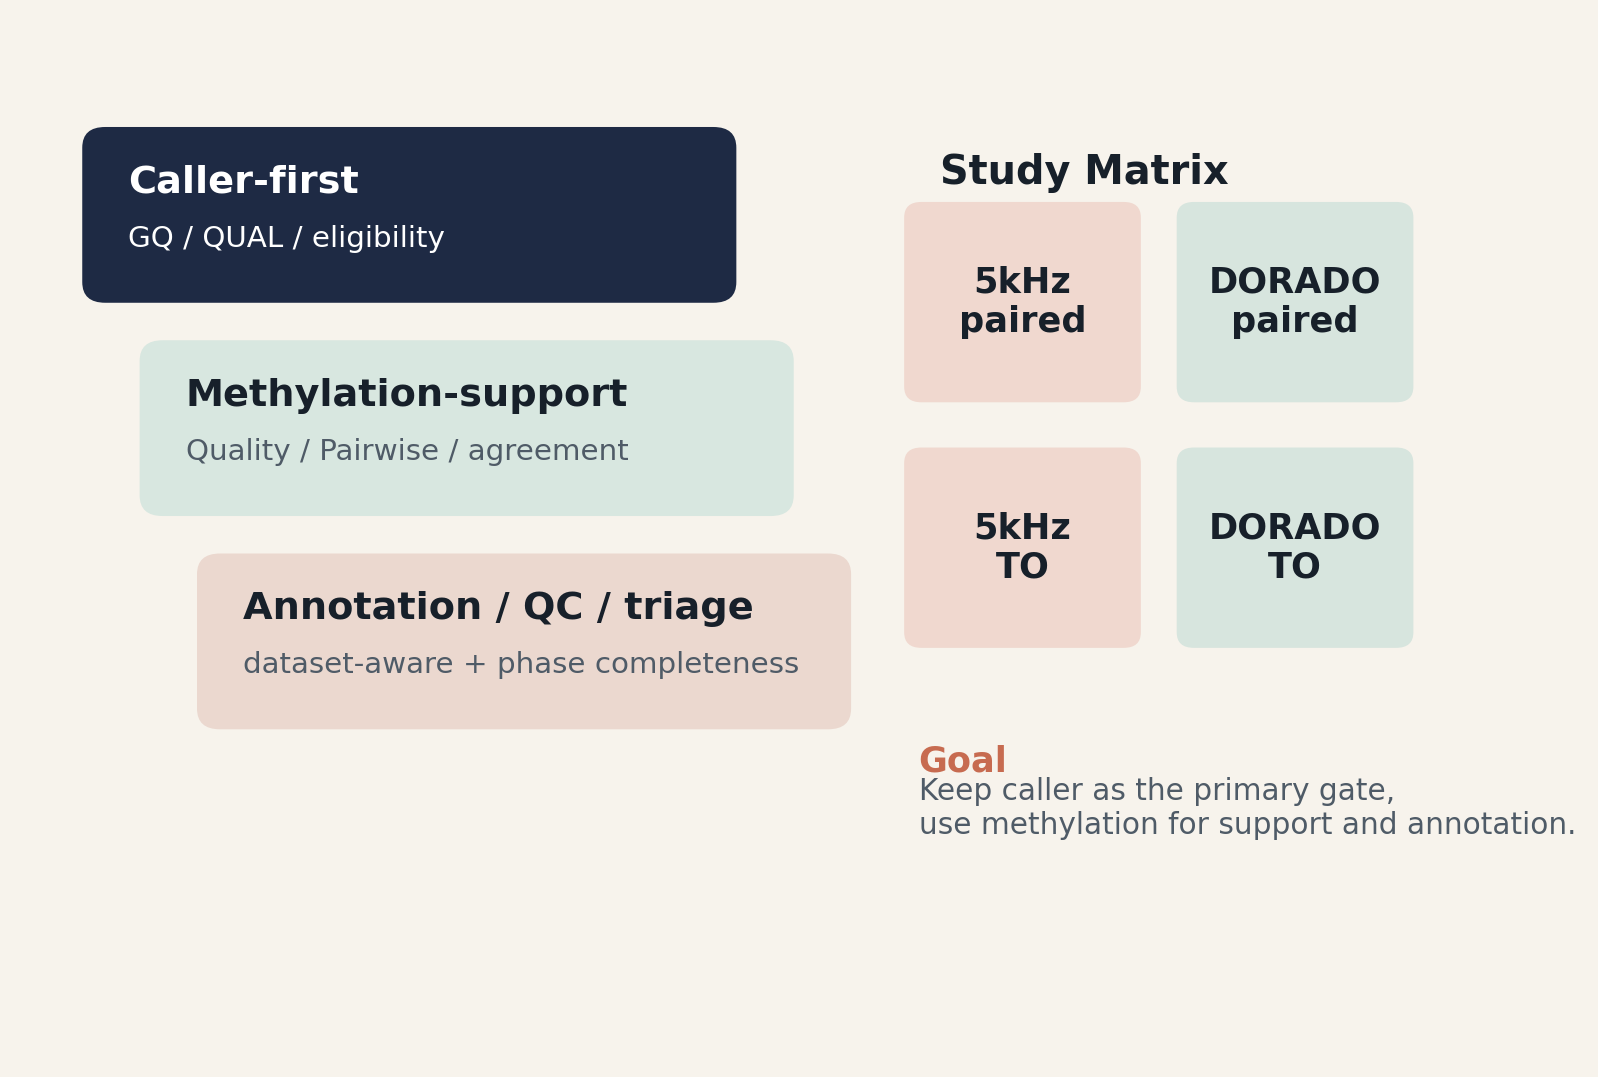 Caller-first
GQ / QUAL / eligibility
Methylation-support
Quality / Pairwise / agreement
Annotation / QC / triage
dataset-aware + phase completeness
Study Matrix
5kHz
paired
DORADO
paired
5kHz
TO
DORADO
TO
Goal
Keep caller as the primary gate,
use methylation for support and annotation.